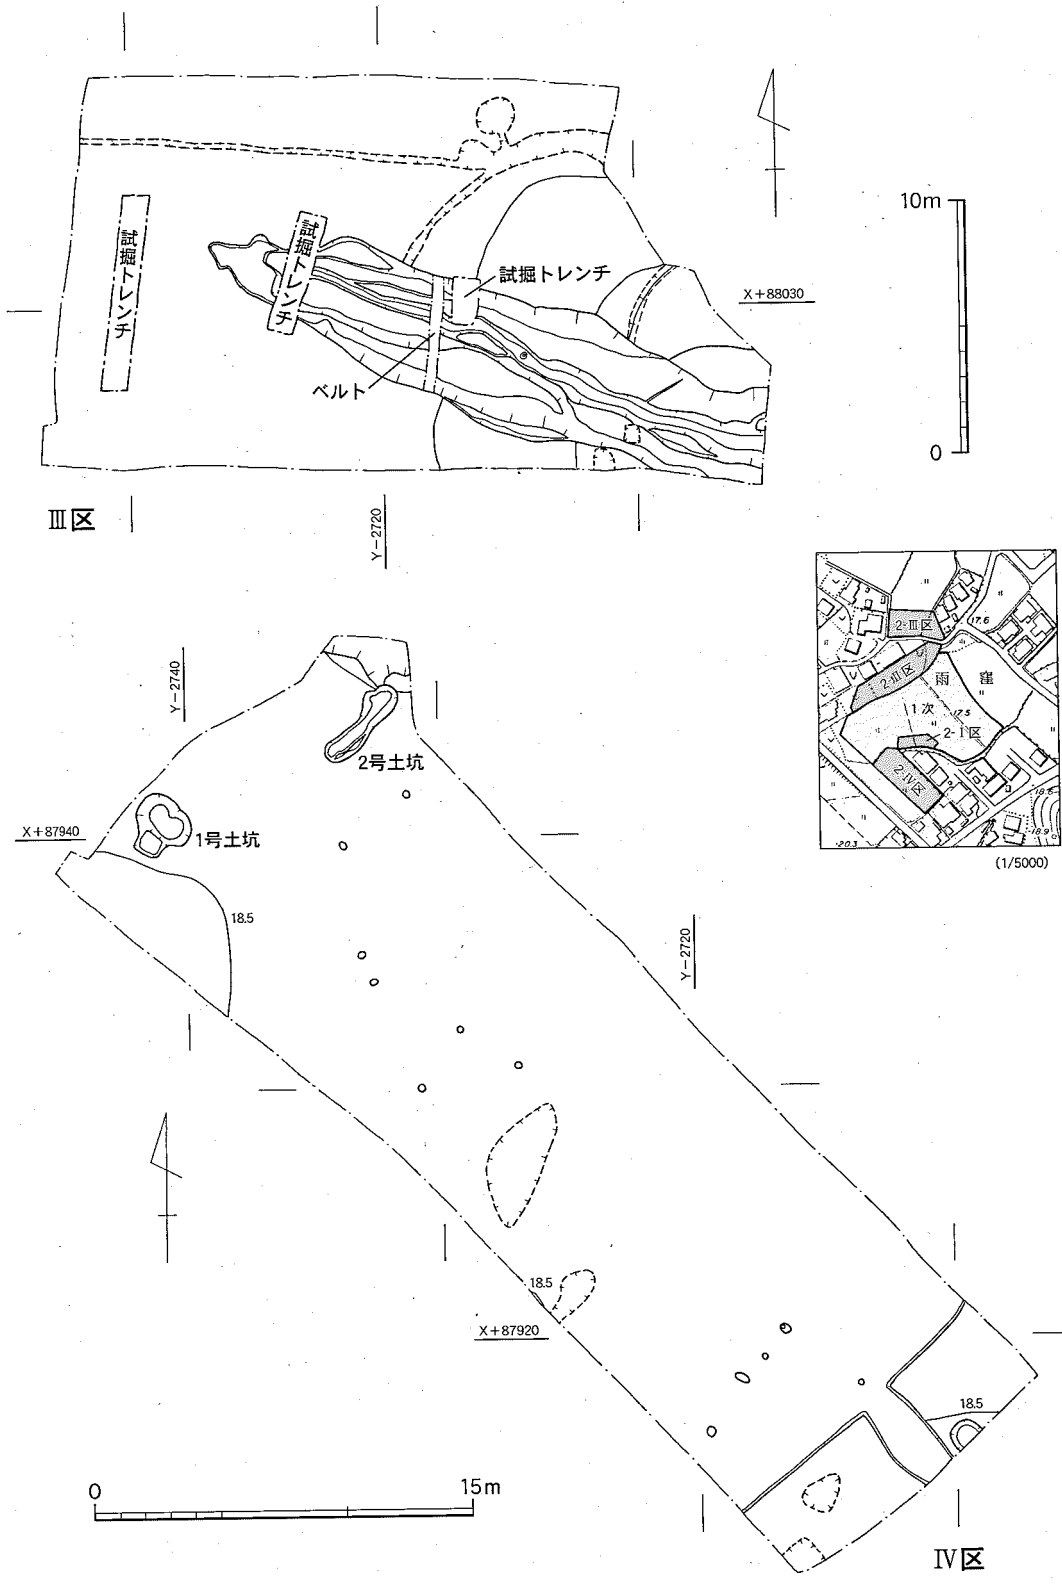 試掘トレンチ
試掘トレンチ
試掘トレンチ
ベルト
X+88030
10m
0
Ⅲ区
Y−2720
2-Ⅲ区
17.6
2-Ⅱ区
雨 窪
1次
17.5
2-Ⅰ区
2-Ⅳ区
18.6
18.9
20.3
(1/5000)
Y−2740
2号土坑
X+87940
1号土坑
18.5
Y−2720
18.5
X+87920
18.5
0
15m
Ⅳ区